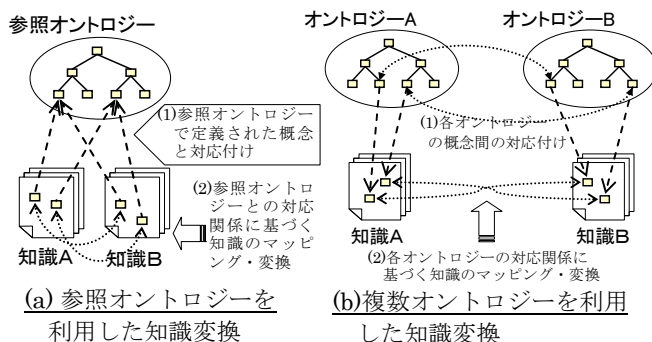 参照オントロジー
(1)参照オントロジー
で定義された概念
と対応付け
(2)参照オントロ
ジーとの対応
関係に基づく
知識のマッピ
ング・変換
知識A
知識B
(a) 参照オントロジーを
利用した知識変換
オントロジーA
オントロジーB
(1)各オントロジー
の概念間の対応付け
知識A
知識B
(2)各オントロジーの対応関係に
基づく知識のマッピング・変換
(b)複数オントロジーを利用
した知識変換